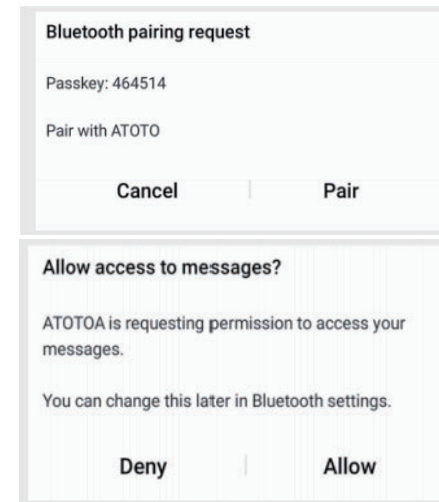 Bluetooth pairing request
Passkey: 464514
Pair with ATOTO
Cancel Pair
Allow access to messages?
ATOTOA is requesting permission to access your
messages.
You can change this later in Bluetooth settings.
Deny Allow